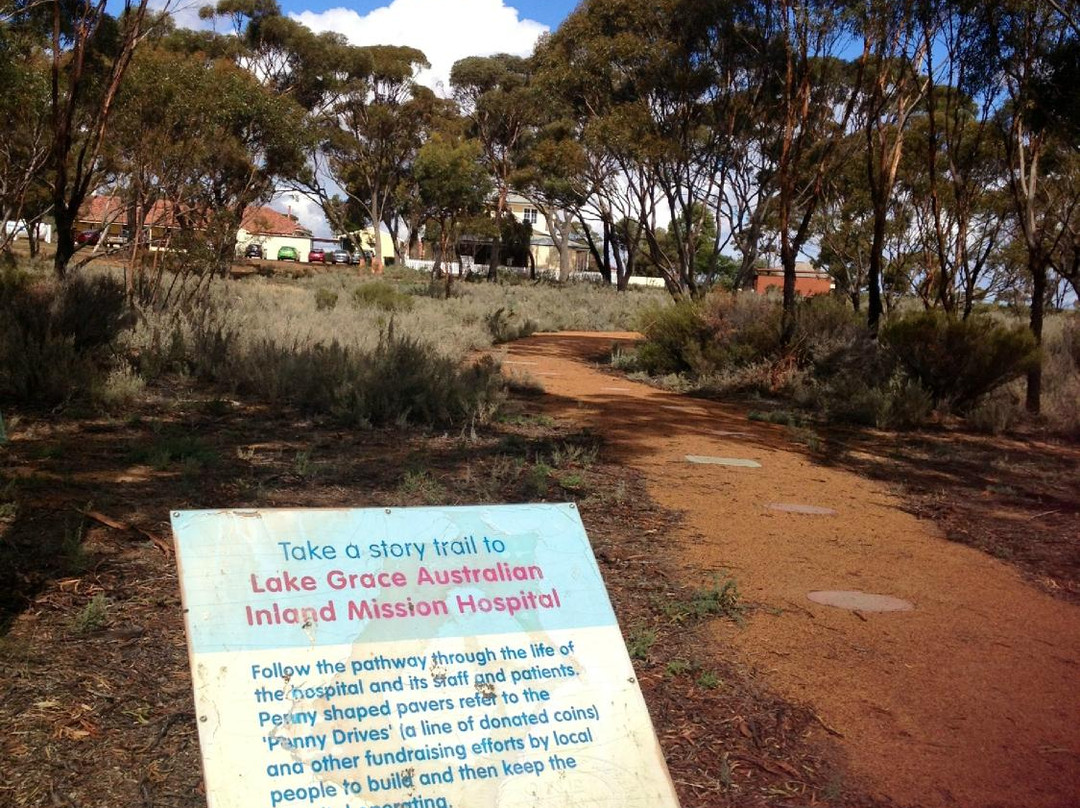 Take a story trail to
Lake Grace Australian
Inland Mission Hospital
Follow the pathway through the life of
the hospital and its staff and patients.
Penny shaped pavers refer to the
'Penny Drives' (a line of donated coins)
and other fundraising efforts by local
people to build and then keep the
operating.